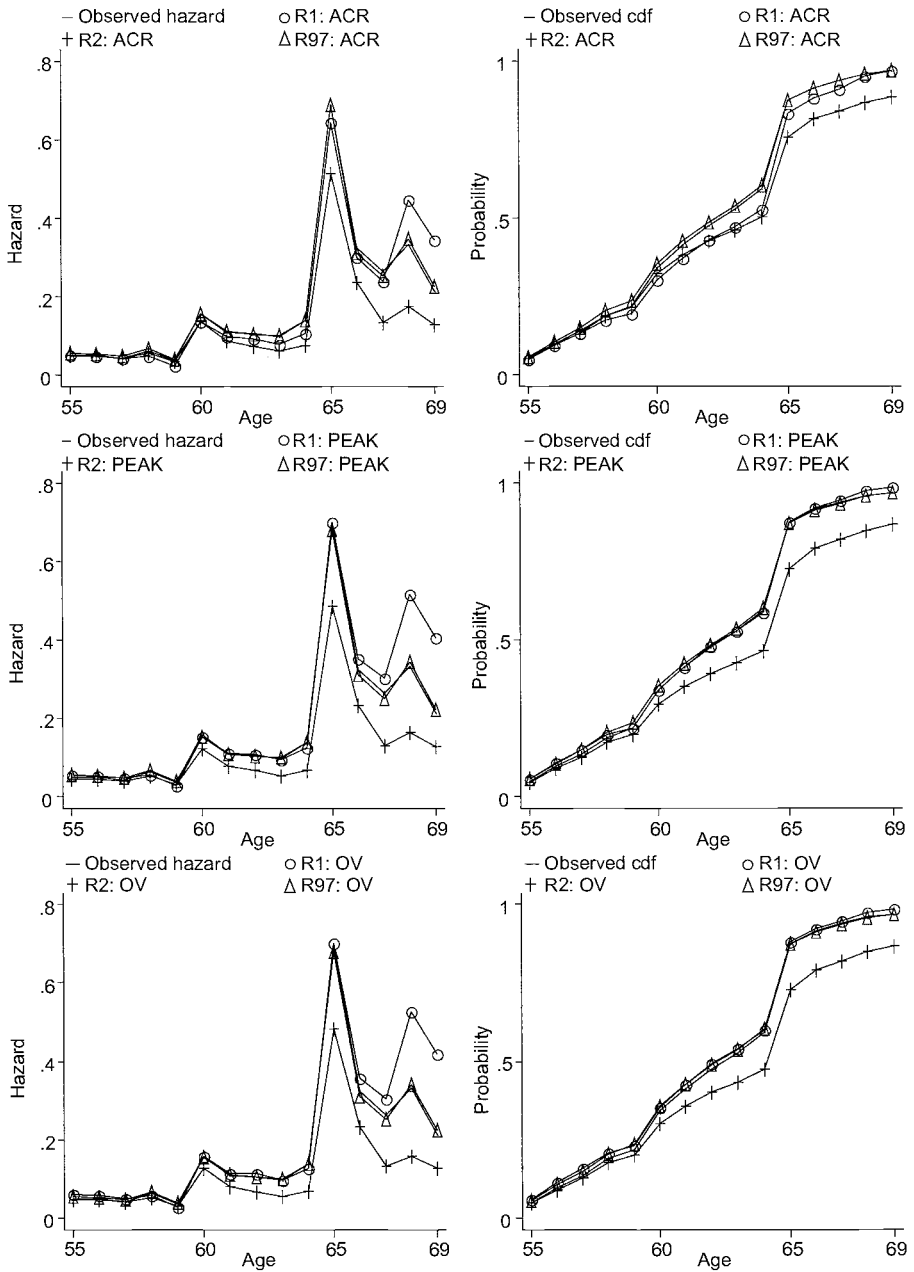 – Observed hazard ○ R1: ACR
+ R2: ACR △ R97: ACR
.8
.6
.4
.2
0
Hazard
55 60 65 69
Age
– Observed cdf ○ R1: ACR
+ R2: ACR △ R97: ACR
1
.5
0
Probability
55 60 65 69
Age
– Observed hazard ○ R1: PEAK
+ R2: PEAK △ R97: PEAK
.8
.6
.4
.2
0
Hazard
55 60 65 69
Age
– Observed cdf ○ R1: PEAK
+ R2: PEAK △ R97: PEAK
1
.5
0
Probability
55 60 65 69
Age
– Observed hazard ○ R1: OV
+ R2: OV △ R97: OV
.8
.6
.4
.2
0
Hazard
55 60 65 69
Age
– Observed cdf ○ R1: OV
+ R2: OV △ R97: OV
1
.5
0
Probability
55 60 65 69
Age